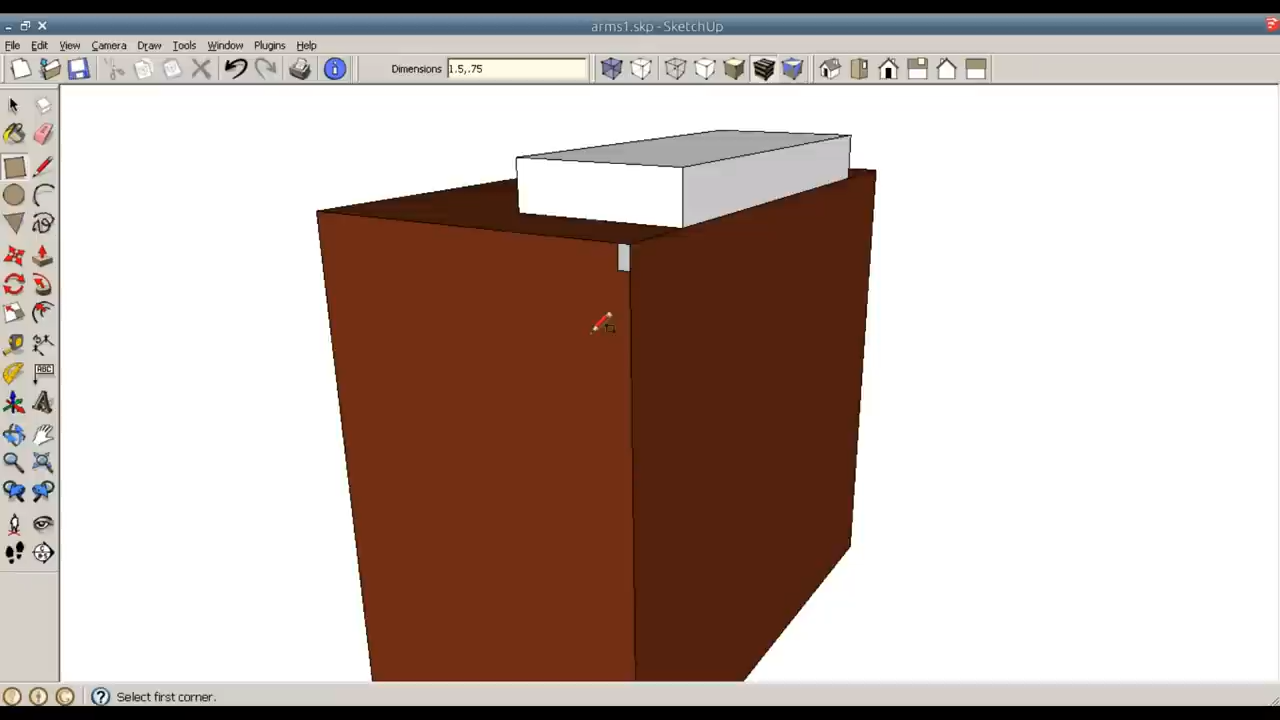 arms1.skp - SketchUp
File Edit View Camera Draw Tools Window Plugins Help
Dimensions 1.5,.75
ABC
Select first corner.